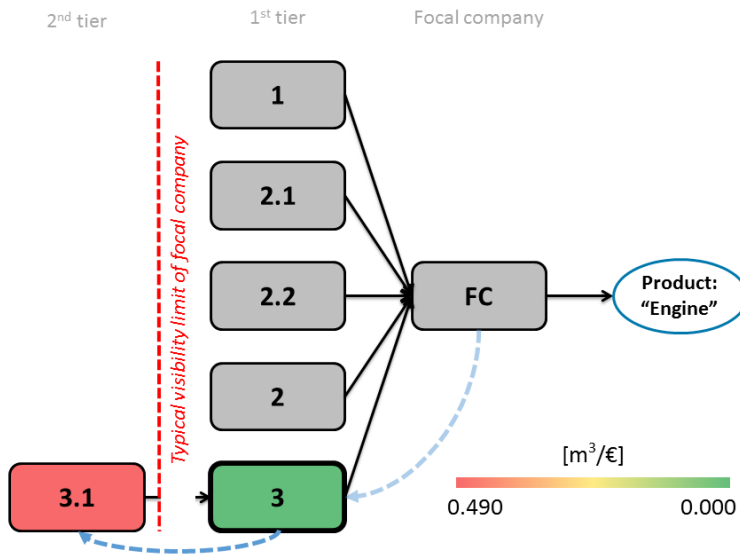 2nd tier
1st tier
Focal company
Typical visibility limit of focal company
1
2.1
2.2
FC
Product:
“Engine”
2
3.1
3
[m³/€]
0.490
0.000